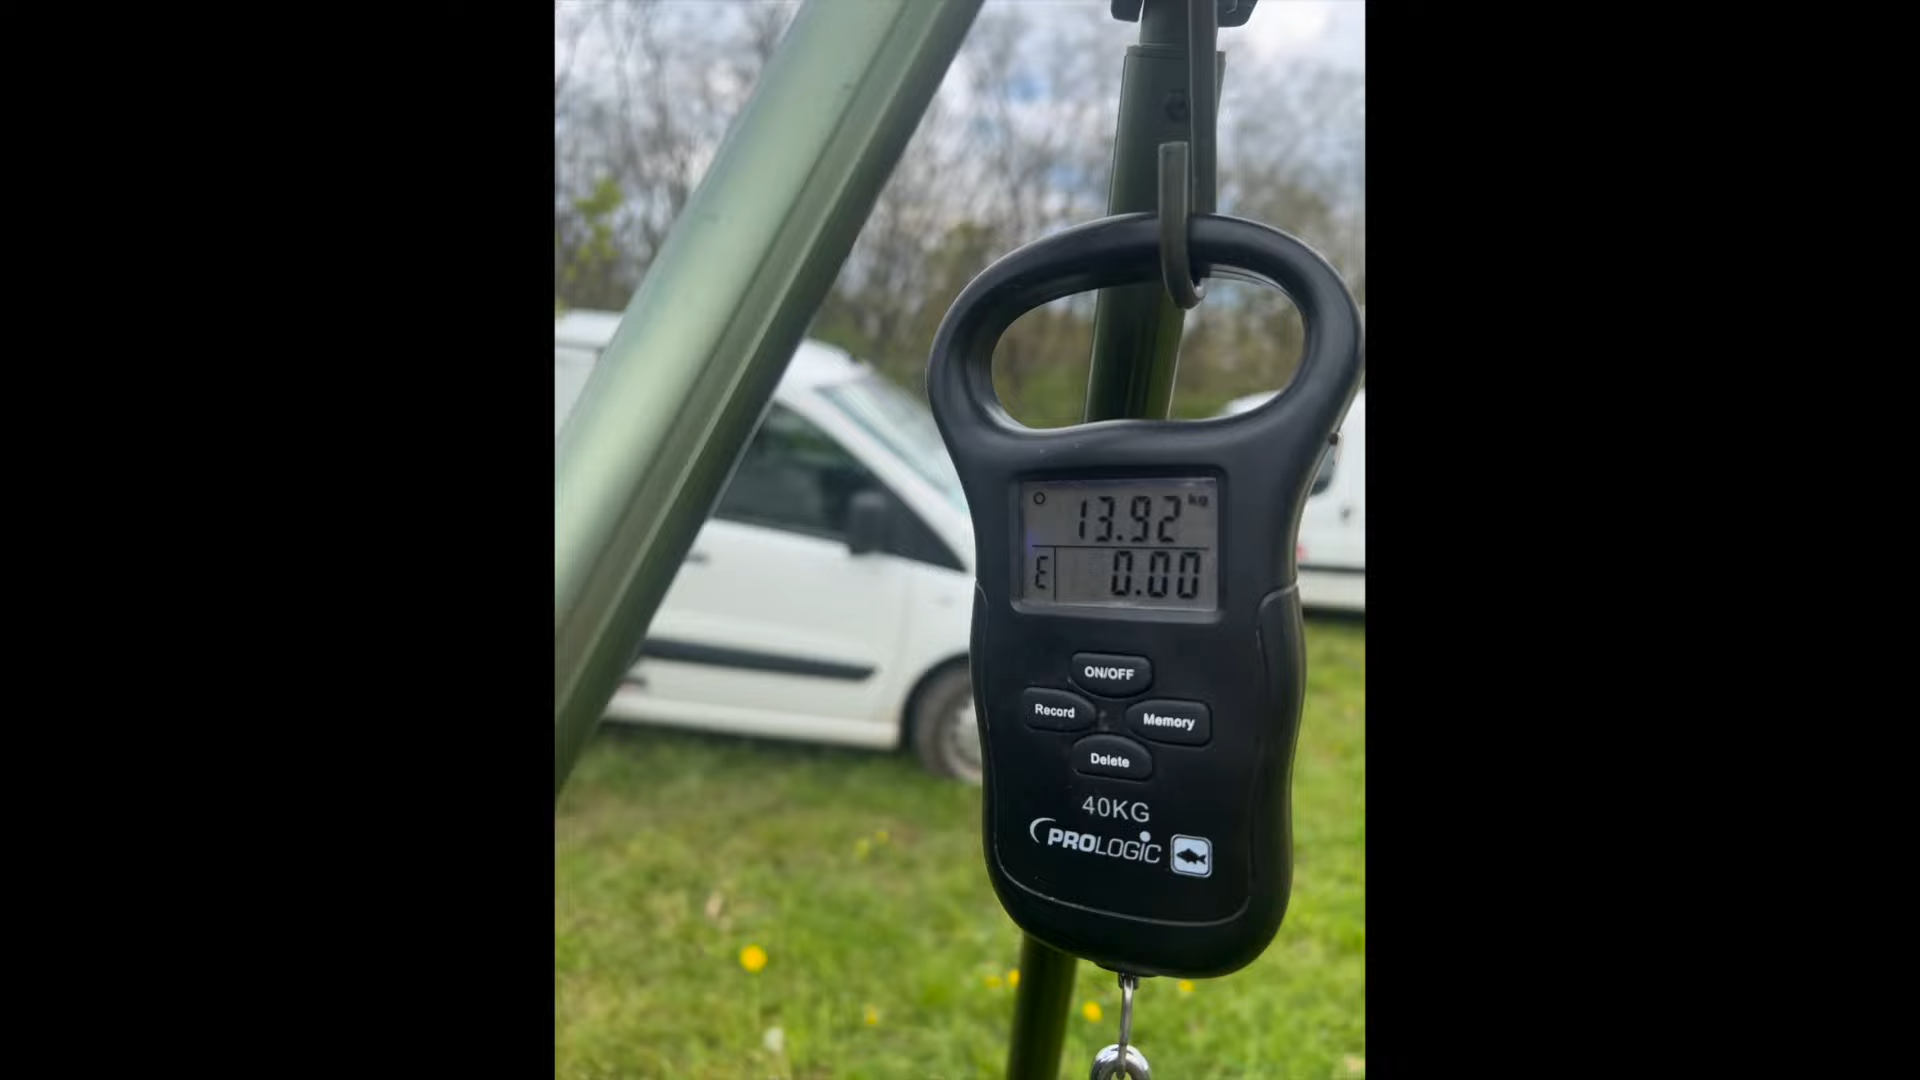 O 13.92 kg
E 0.00
ON/OFF
Record Memory
Delete
40KG
PROLOGIC